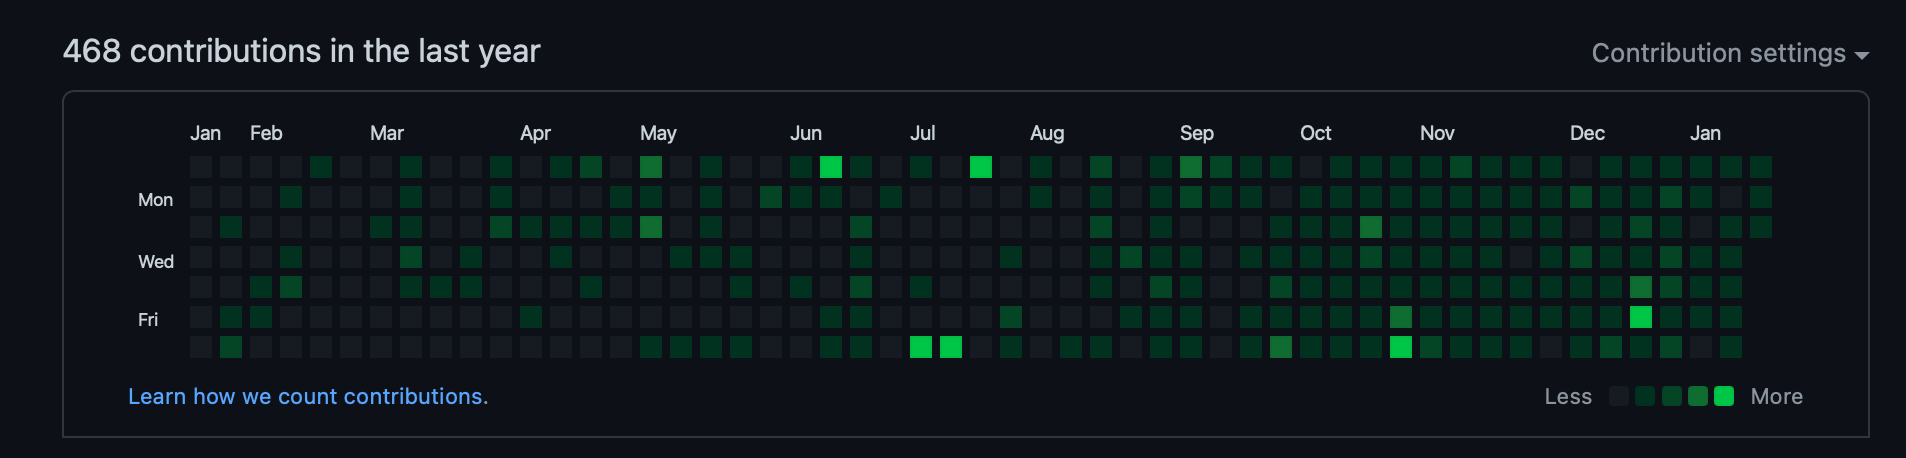 468 contributions in the last year
Contribution settings
Jan Feb Mar Apr May Jun Jul Aug Sep Oct Nov Dec Jan
Mon
Wed
Fri
Learn how we count contributions.
Less More